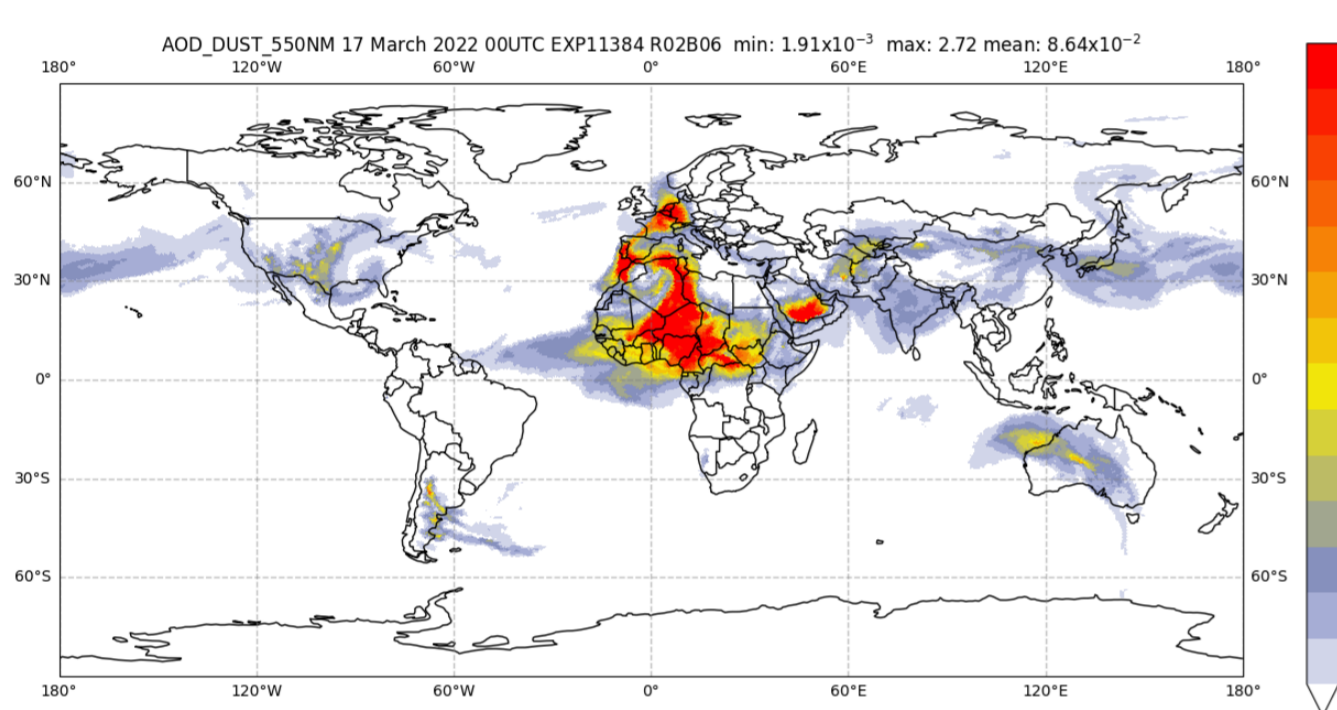 AOD_DUST_550NM 17 March 2022 00UTC EXP11384 R02B06 min: 1.91x10⁻³ max: 2.72 mean: 8.64x10⁻²
180° 120°W 60°W 0° 60°E 120°E 180°
60°N 60°N
30°N 30°N
0° 0°
30°S 30°S
60°S 60°S
180° 120°W 60°W 0° 60°E 120°E 180°